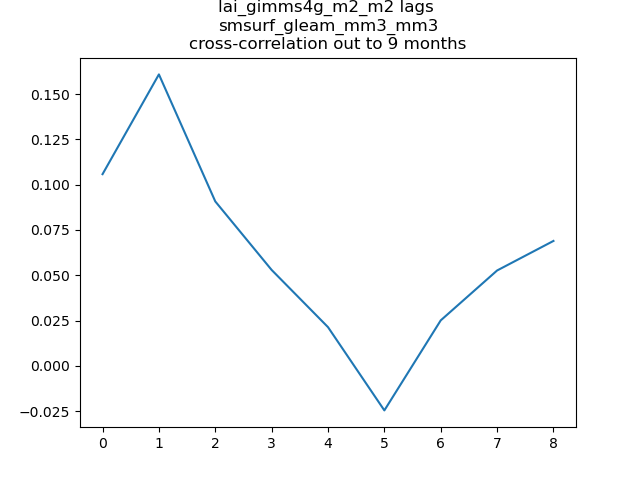 lai_gimms4g_m2_m2 lags
smsurf_gleam_mm3_mm3
cross-correlation out to 9 months
0.150
0.125
0.100
0.075
0.050
0.025
0.000
−0.025
0 1 2 3 4 5 6 7 8